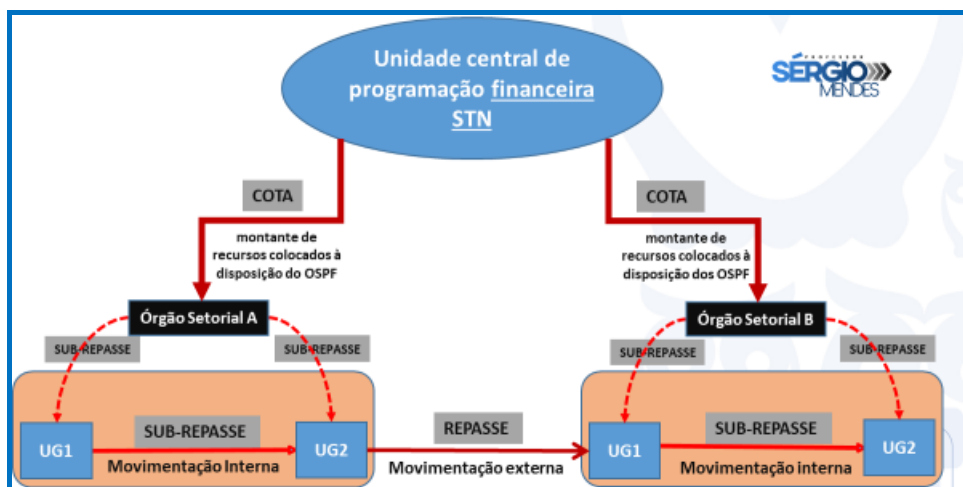 Unidade central de
programação financeira
STN
PROFESSOR
SÉRGIO
MENDES
COTA
COTA
montante de
recursos colocados à
disposição do OSPF
montante de
recursos colocados à
disposição dos OSPF
Órgão Setorial A
Órgão Setorial B
SUB-REPASSE
SUB-REPASSE
SUB-REPASSE
SUB-REPASSE
UG1
SUB-REPASSE
Movimentação Interna
UG2
REPASSE
Movimentação externa
UG1
SUB-REPASSE
Movimentação interna
UG2